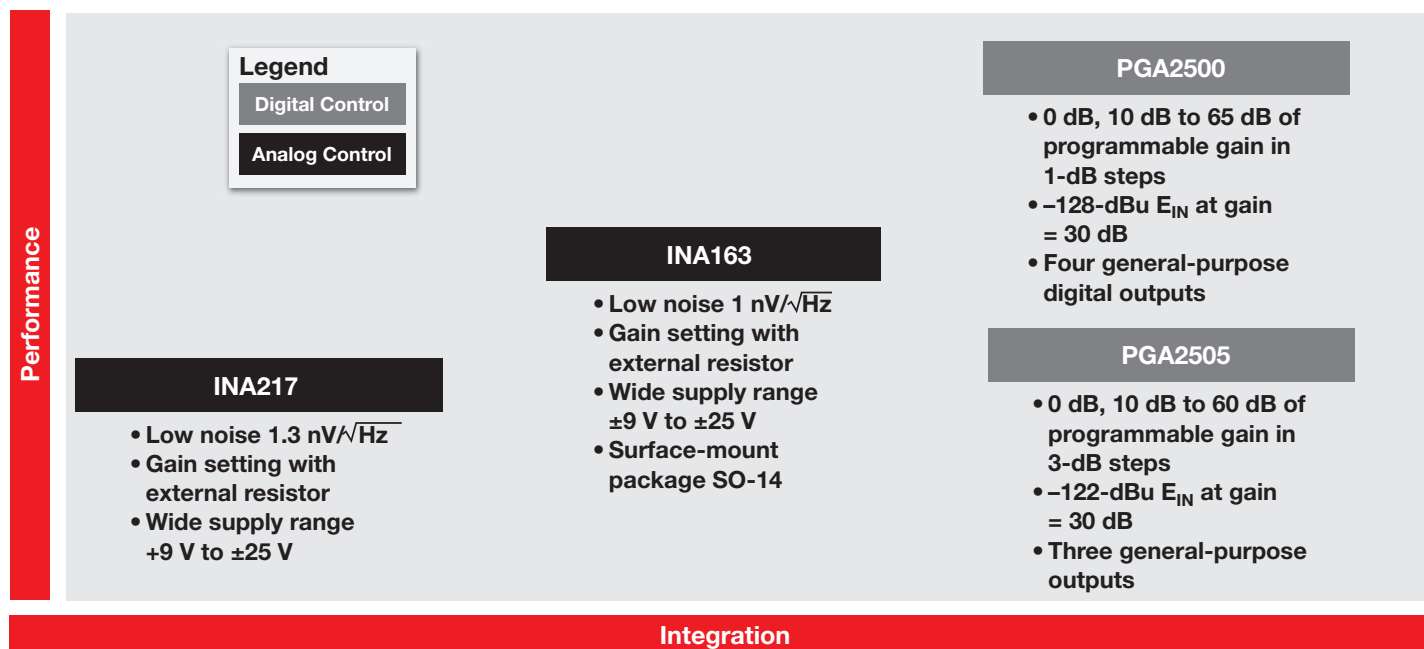 Performance
Legend
Digital Control
Analog Control
INA217
• Low noise 1.3 nV/√Hz
• Gain setting with
external resistor
• Wide supply range
+9 V to ±25 V
INA163
• Low noise 1 nV/√Hz
• Gain setting with
external resistor
• Wide supply range
±9 V to ±25 V
• Surface-mount
package SO-14
PGA2500
• 0 dB, 10 dB to 65 dB of
programmable gain in
1-dB steps
• –128-dBu EIN at gain
= 30 dB
• Four general-purpose
digital outputs
PGA2505
• 0 dB, 10 dB to 60 dB of
programmable gain in
3-dB steps
• –122-dBu EIN at gain
= 30 dB
• Three general-purpose
outputs
Integration